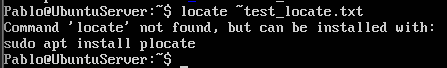 Pablo@UbuntuServer:~$ locate ~test_locate.txt
Command 'locate' not found, but can be installed with:
sudo apt install plocate
Pablo@UbuntuServer:~$